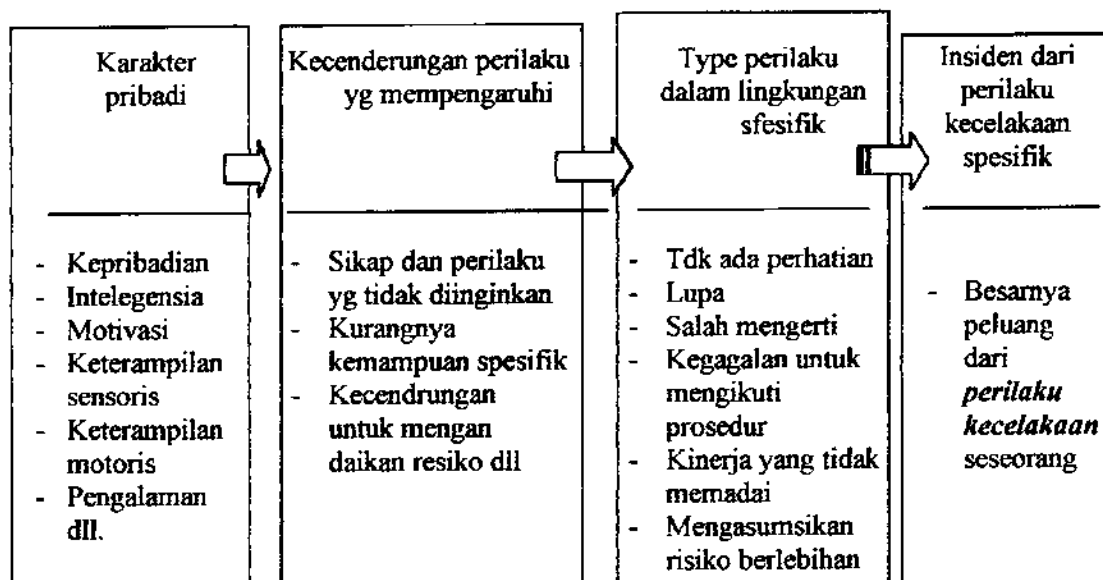 Karakter
pribadi
- Kepribadian
- Intelegensia
- Motivasi
- Keterampilan
sensoris
- Keterampilan
motoris
- Pengalaman
dll.
Kecenderungan perilaku
yg mempengaruhi
- Sikap dan perilaku
yg tidak diinginkan
- Kurangnya
kemampuan spesifik
- Kecendrungan
untuk mengan
daikan resiko dll
Type perilaku
dalam lingkungan
sfesifik
- Tdk ada perhatian
- Lupa
- Salah mengerti
- Kegagalan untuk
mengikuti
prosedur
- Kinerja yang tidak
memadai
- Mengasumsikan
risiko berlebihan
Insiden dari
perilaku
kecelakaan
spesifik
- Besarnya
peluang
dari
perilaku
kecelakaan
seseorang